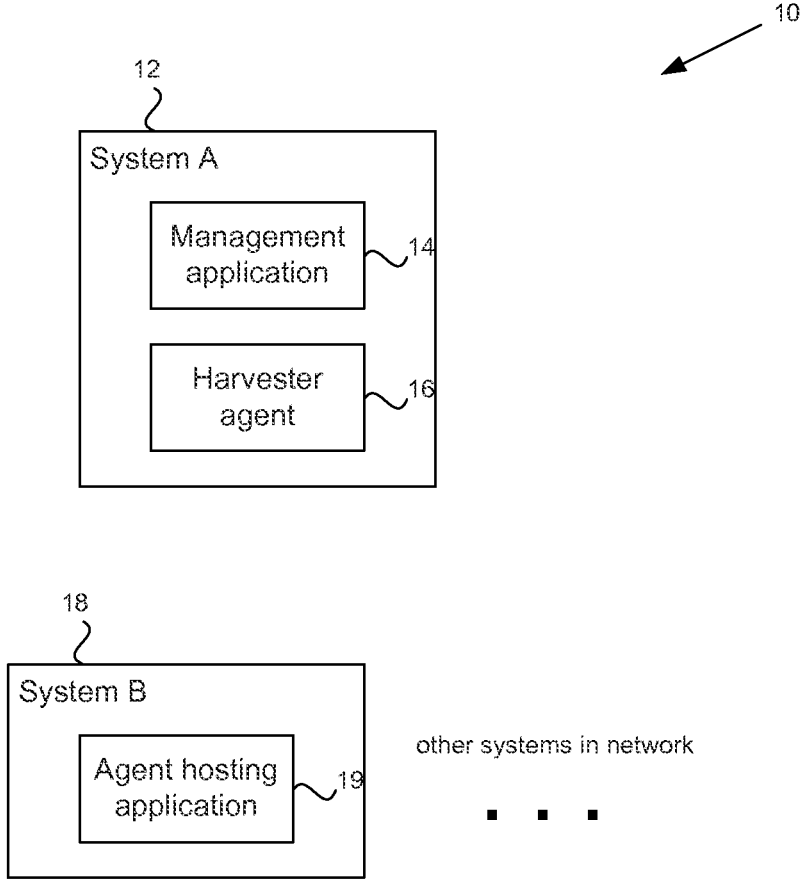 10
12
System A
Management
application
14
Harvester
agent
16
18
System B
Agent hosting
application
19
other systems in network